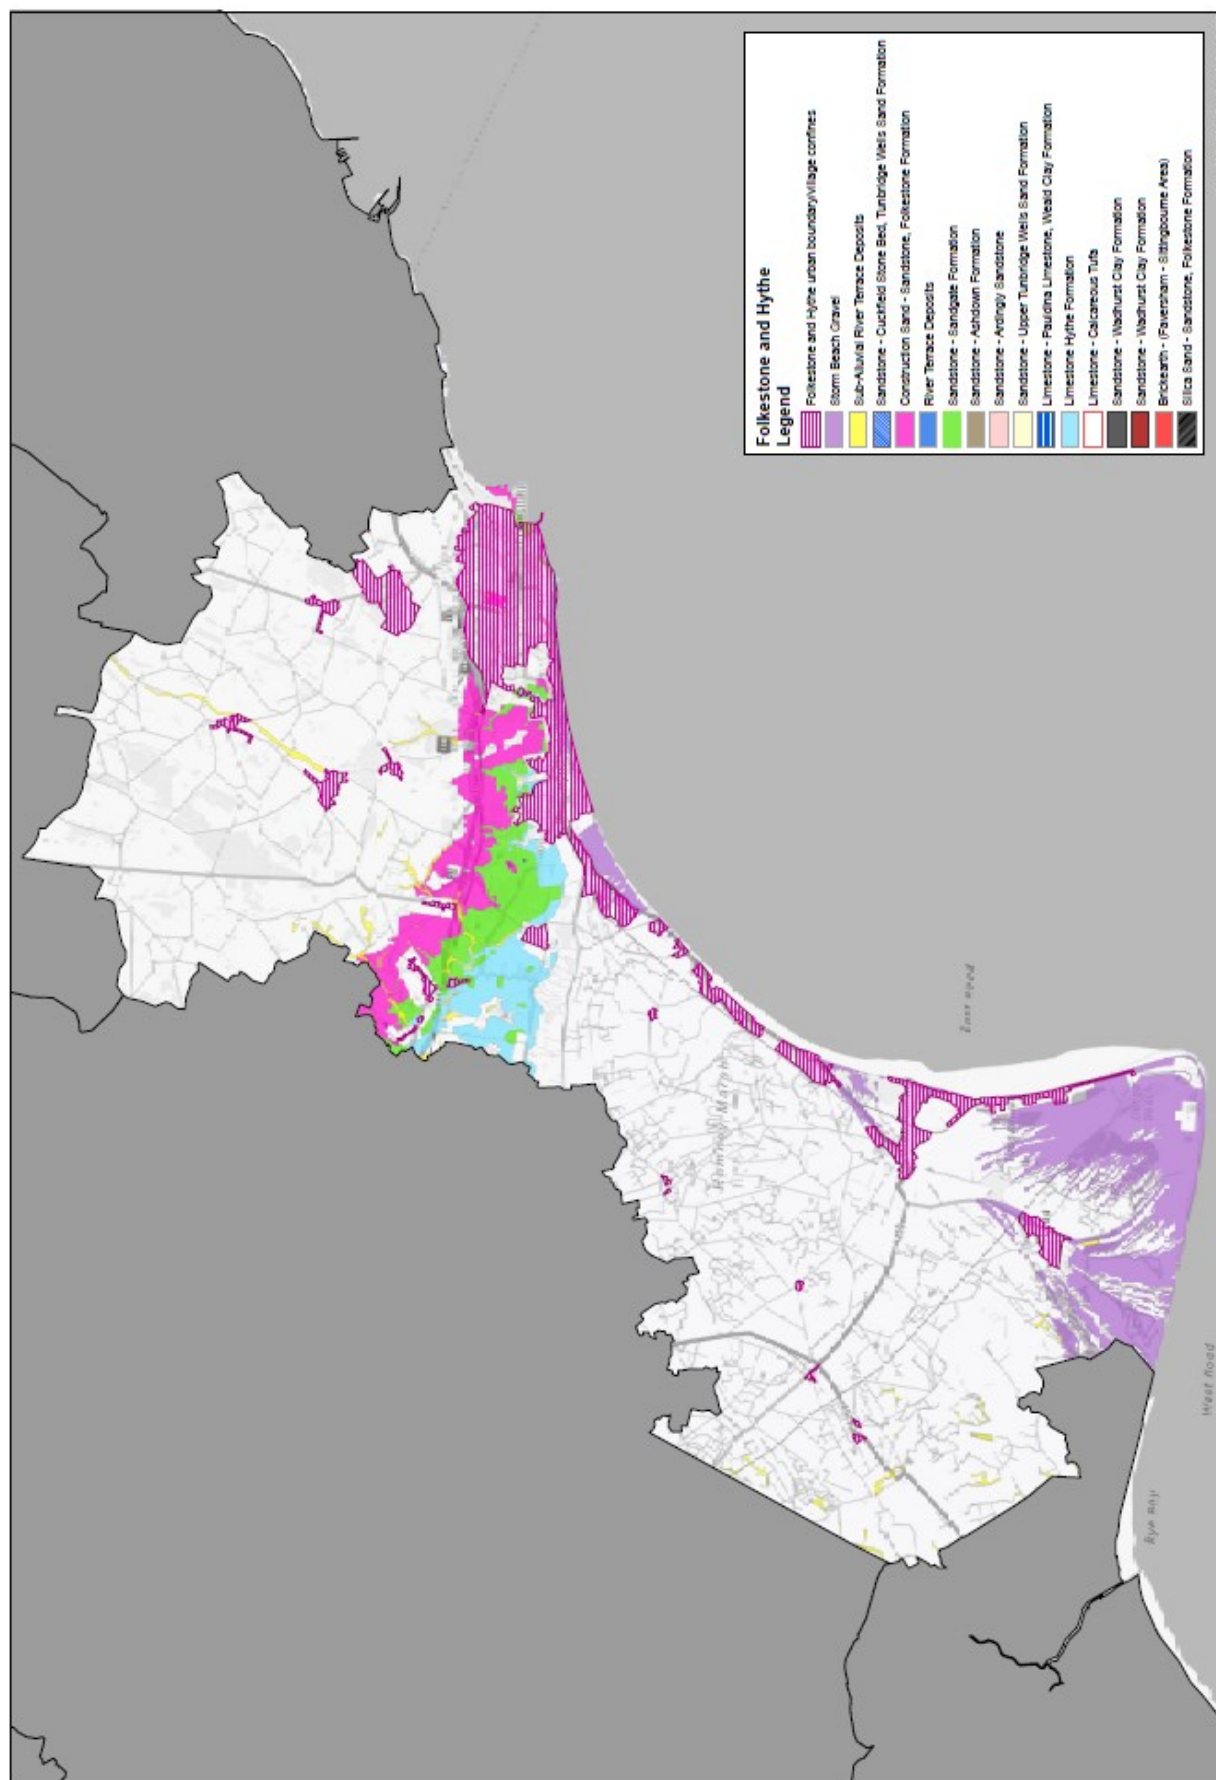 Folkestone and Hythe
Legend
Folkestone and Hythe urban boundary/village confines
Storm Beach Gravel
Sub-Alluvial River Terrace Deposits
Sandstone - Cuckfield Stone Bed, Tunbridge Wells Sand Formation
Construction Sand - Sandstone, Folkestone Formation
River Terrace Deposits
Sandstone - Sandgate Formation
Sandstone - Ashdown Formation
Sandstone - Ardingly Sandstone
Sandstone - Upper Tunbridge Wells Sand Formation
Limestone - Paludina Limestone, Weald Clay Formation
Limestone Hythe Formation
Limestone - Calcareous Tufa
Sandstone - Wadhurst Clay Formation
Sandstone - Wadhurst Clay Formation
Brickearth - (Faversham - Sittingbourne Area)
Silica Sand - Sandstone, Folkestone Formation
East Road
Romney Marsh
Rye Bay
West Road